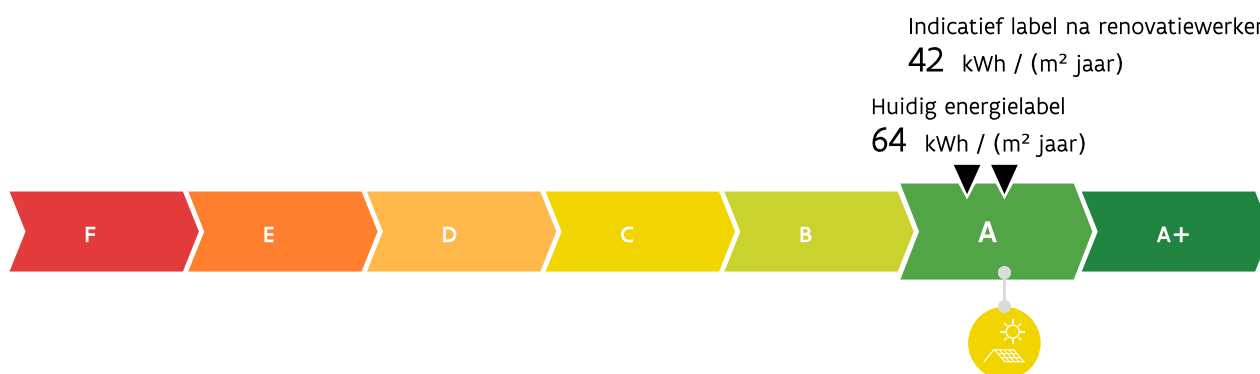 Indicatief label na renovatiewerken
42 kWh / (m² jaar)
Huidig energielabel
64 kWh / (m² jaar)
F E D C B A A+